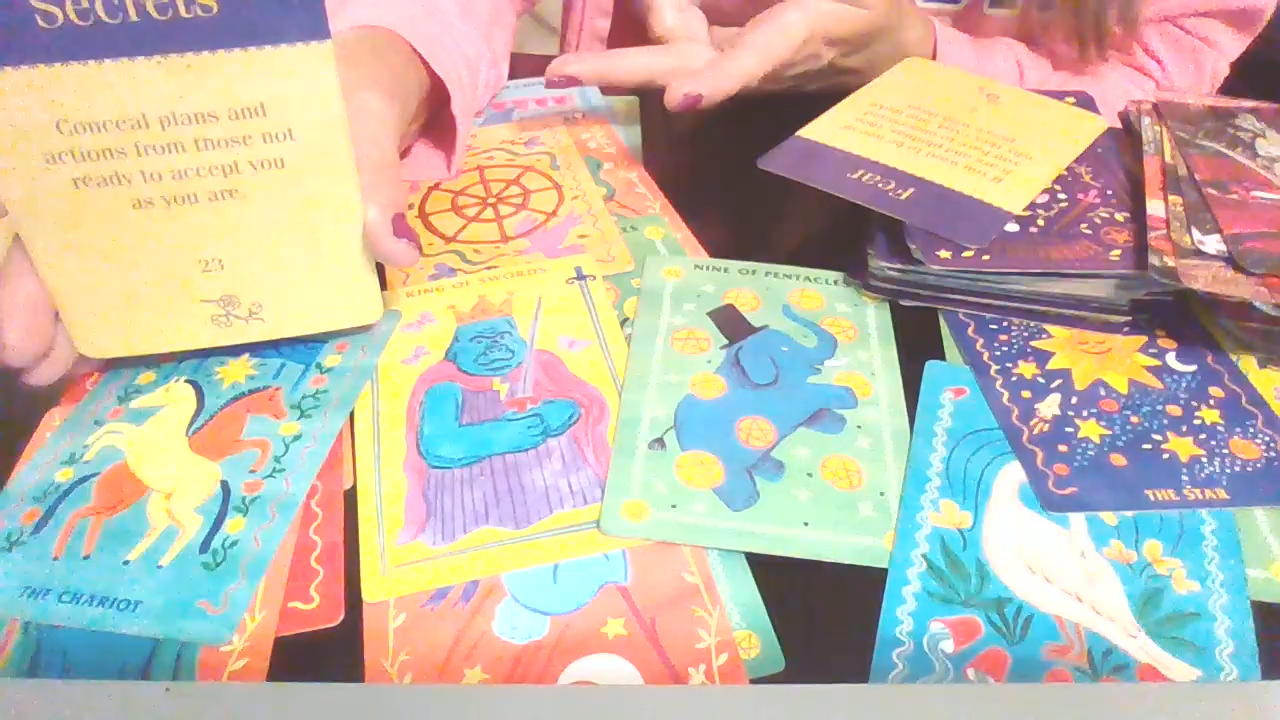 Secrets
Conceal plans and
actions from those not
ready to accept you
as you are.
23
Fear
KING OF SWORDS
NINE OF PENTACLES
THE CHARIOT
THE STAR